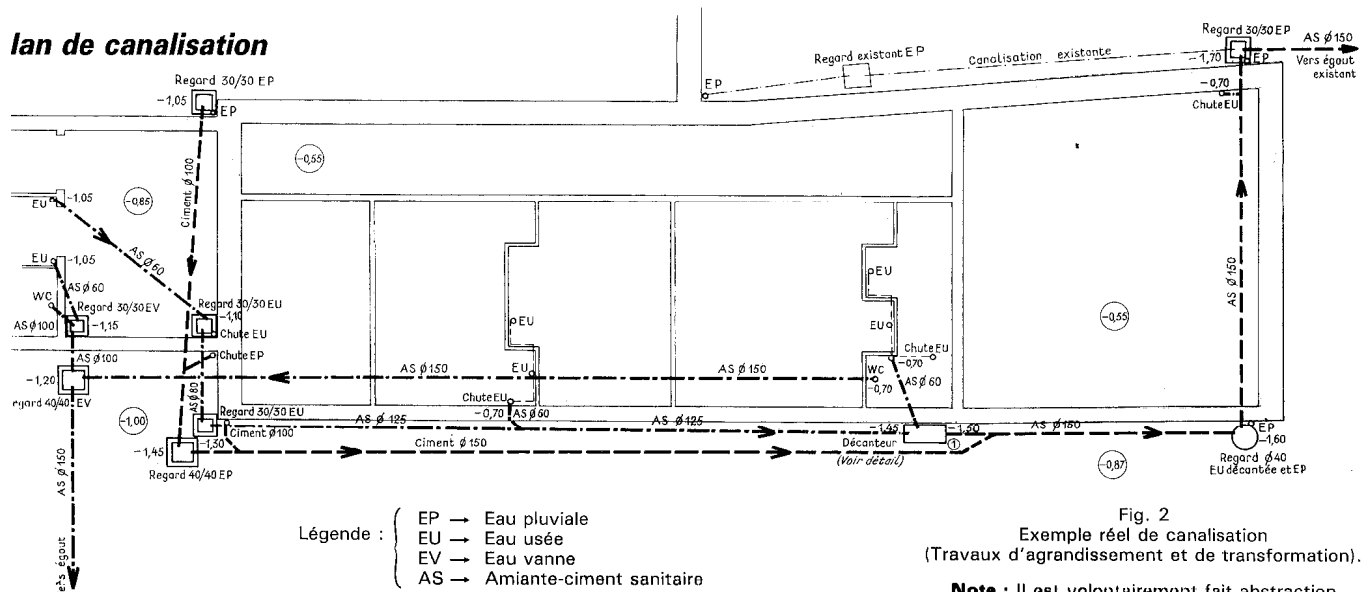 lan de canalisation
Regard 30/30 EP
-1,05
EP
Ciment Ø100
-0,55
-0,85
EU
-1,05
AS Ø60
EU
-1,05
AS Ø60
WC
Regard 30/30 EV
-1,15
AS Ø100
AS Ø100
Regard 30/30 EU
-1,10
Chute EU
Chute EP
-1,20
egard 40/40 EV
-1,00
AS Ø80
Regard 30/30 EU
-1,30
Ciment Ø100
-1,45
Regard 40/40 EP
AS Ø150
égout
AS Ø150
AS Ø150
EU
EU
Chute EU
-0,70
AS Ø60
AS Ø125
AS Ø125
Ciment Ø150
EU
EU
Chute EU
-0,70
WC
-0,70
AS Ø60
-1,45
-1,50
Décanteur
1
(Voir détail)
AS Ø150
EP
Regard existant EP
Canalisation existante
Regard 30/30 EP
AS Ø150
Vers égout
existant
-1,70
EP
-0,70
Chute EU
-0,55
AS Ø150
EP
-1,60
Regard Ø40
EU décantée et EP
-0,87
Légende :
EP → Eau pluviale
EU → Eau usée
EV → Eau vanne
AS → Amiante-ciment sanitaire
Fig. 2
Exemple réel de canalisation
(Travaux d'agrandissement et de transformation).
Note : Il est volontairement fait abstraction